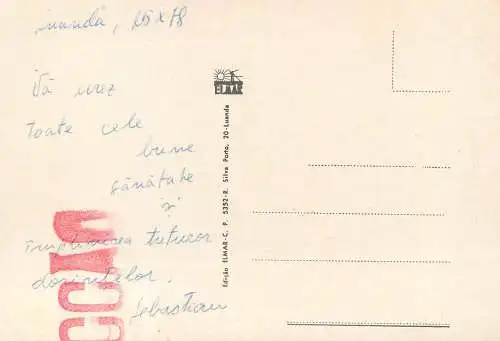 Luanda, 15 X 78
Vă urez
toate cele
bune
sănătate
și
împlinirea tuturor
dorințelor.
Sebastian
ELMAR
Edição ELMAR-C. P. 5352-R. Silva Porto, 20-Luanda